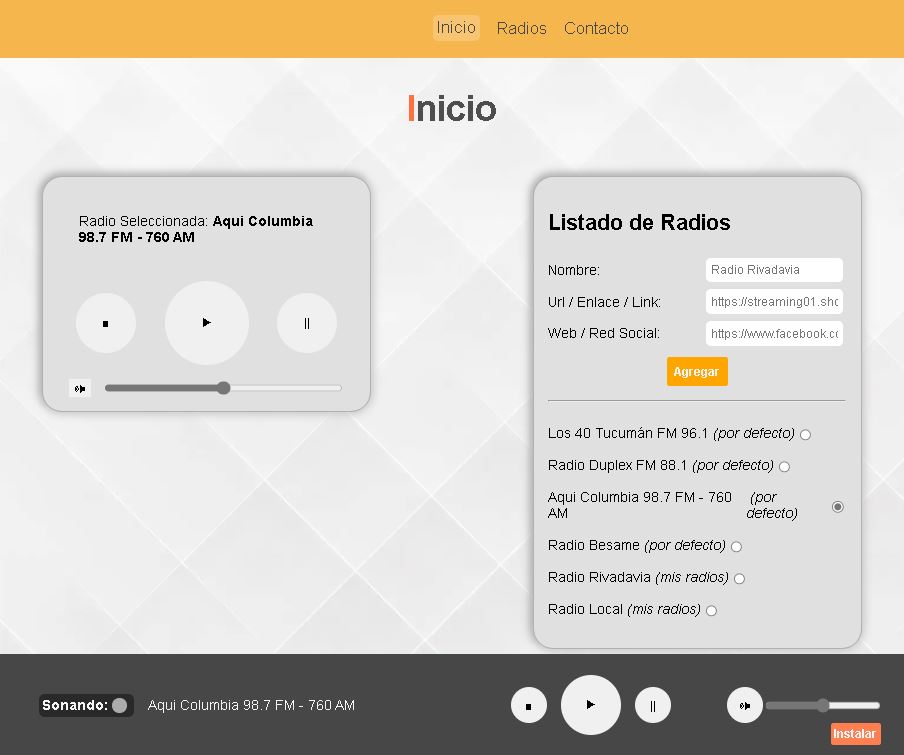 Inicio Radios Contacto
Inicio
Radio Seleccionada: Aqui Columbia
98.7 FM - 760 AM
Listado de Radios
Nombre: Radio Rivadavia
Url / Enlace / Link: https://streaming01.sho
Web / Red Social: https://www.facebook.co
Agregar
Los 40 Tucumán FM 96.1 (por defecto)
Radio Duplex FM 88.1 (por defecto)
Aqui Columbia 98.7 FM - 760 (por
AM defecto)
Radio Besame (por defecto)
Radio Rivadavia (mis radios)
Radio Local (mis radios)
Sonando: Aqui Columbia 98.7 FM - 760 AM
Instalar